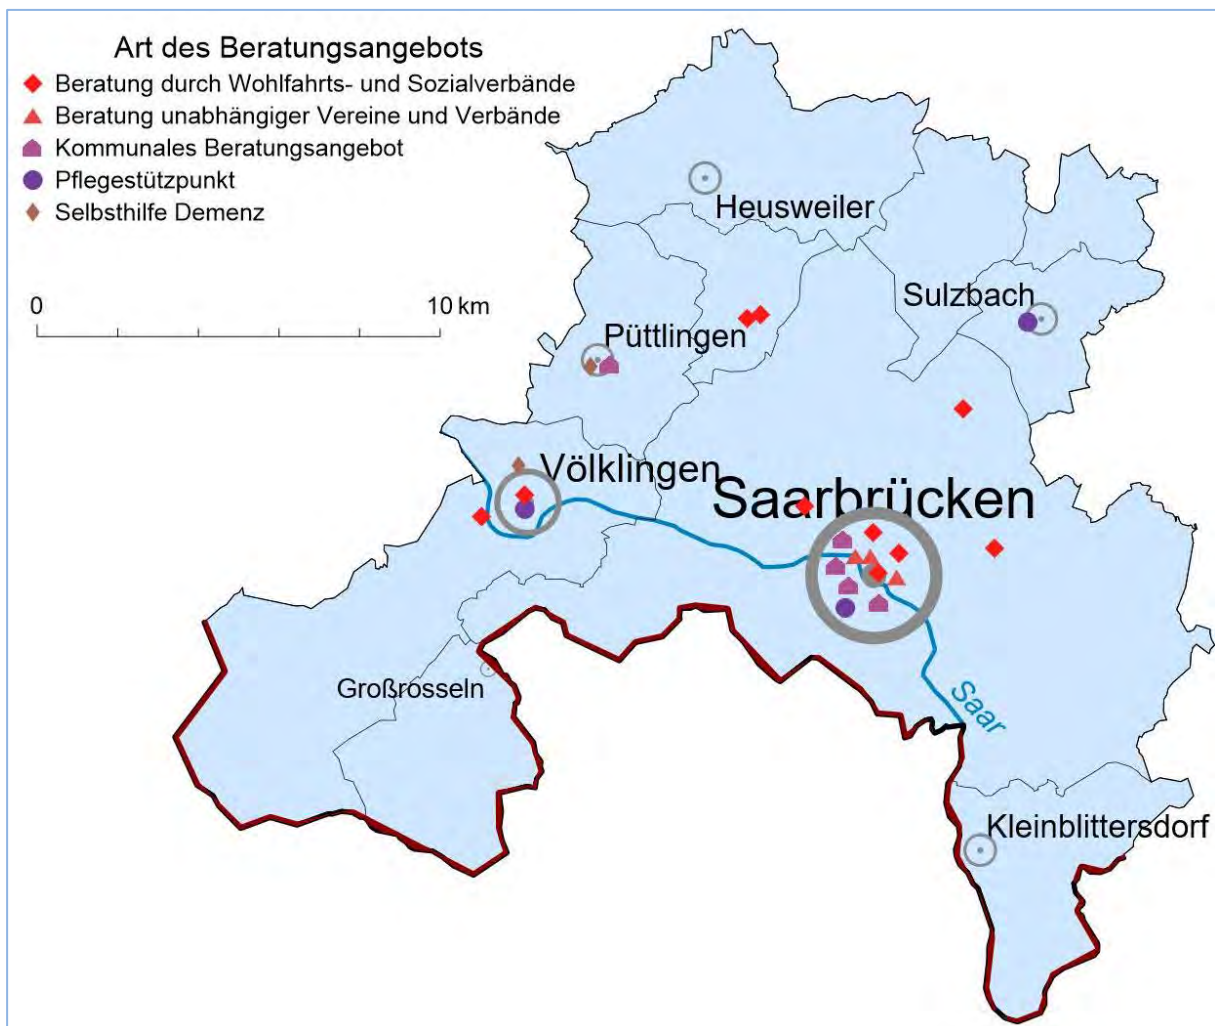 Art des Beratungsangebots
Beratung durch Wohlfahrts- und Sozialverbände
Beratung unabhängiger Vereine und Verbände
Kommunales Beratungsangebot
Pflegestützpunkt
Selbsthilfe Demenz
0 10 km
Heusweiler
Sulzbach
Püttlingen
Völklingen
Saarbrücken
Großrosseln
Saar
Kleinblittersdorf